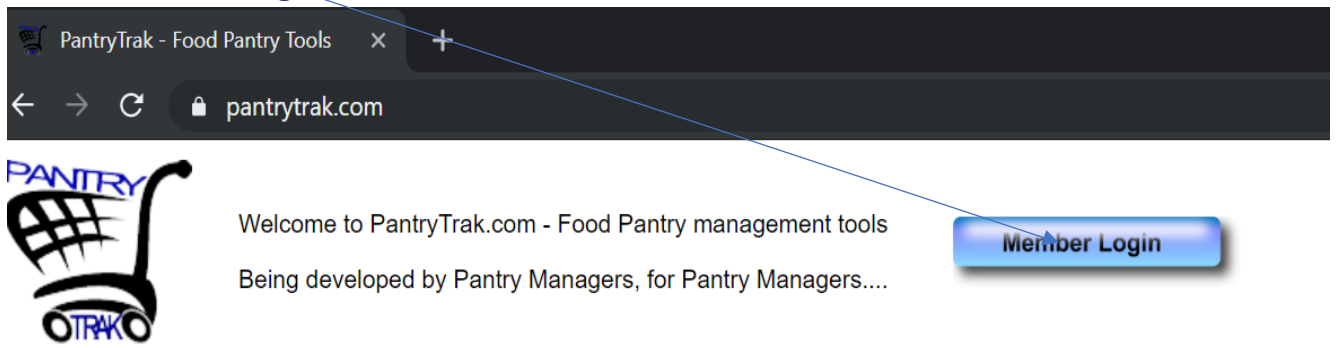 PantryTrak - Food Pantry Tools
pantrytrak.com
PANTRY
TRAK
Welcome to PantryTrak.com - Food Pantry management tools
Member Login
Being developed by Pantry Managers, for Pantry Managers....